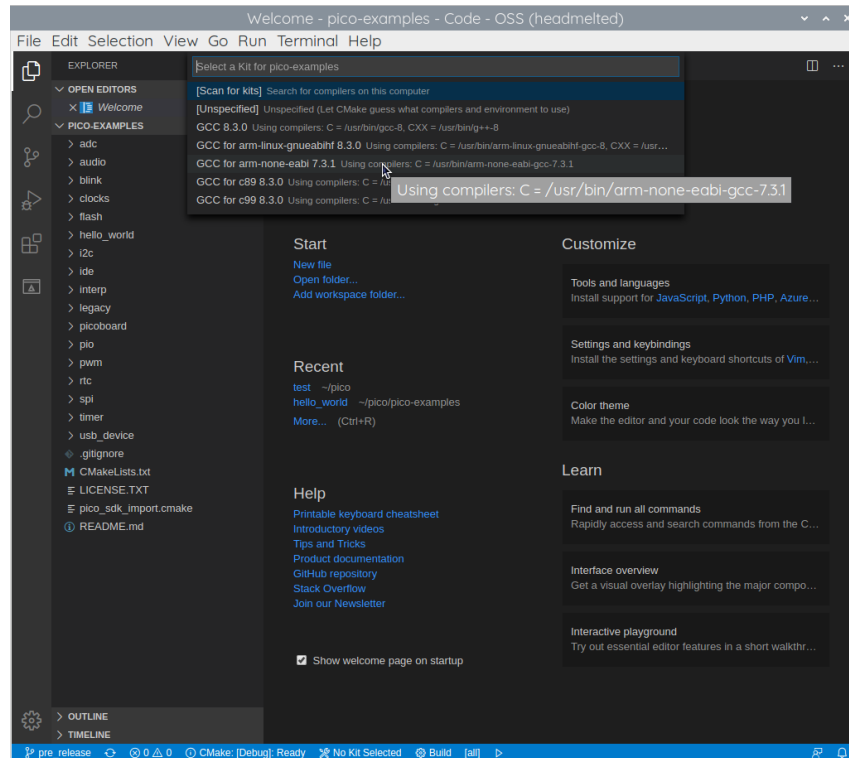 Welcome - pico-examples - Code - OSS (headmelted)
File Edit Selection View Go Run Terminal Help
EXPLORER
OPEN EDITORS
Welcome
PICO-EXAMPLES
adc
audio
blink
clocks
flash
hello_world
i2c
ide
interp
legacy
picoboard
pio
pwm
rtc
spi
timer
usb_device
.gitignore
CMakeLists.txt
LICENSE.TXT
pico_sdk_import.cmake
README.md
OUTLINE
TIMELINE
Select a Kit for pico-examples
[Scan for kits] Search for compilers on this computer
[Unspecified] Unspecified (Let CMake guess what compilers and environment to use)
GCC 8.3.0 Using compilers: C = /usr/bin/gcc-8, CXX = /usr/bin/g++-8
GCC for arm-linux-gnueabihf 8.3.0 Using compilers: C = /usr/bin/arm-linux-gnueabihf-gcc-8, CXX = /usr...
GCC for arm-none-eabi 7.3.1 Using compilers: C = /usr/bin/arm-none-eabi-gcc-7.3.1
GCC for c89 8.3.0 Using compilers: C =
GCC for c99 8.3.0 Using compilers: C =
Using compilers: C = /usr/bin/arm-none-eabi-gcc-7.3.1
Start
New file
Open folder...
Add workspace folder...
Recent
test ~/pico
hello_world ~/pico/pico-examples
More... (Ctrl+R)
Help
Printable keyboard cheatsheet
Introductory videos
Tips and Tricks
Product documentation
GitHub repository
Stack Overflow
Join our Newsletter
Show welcome page on startup
Customize
Tools and languages
Install support for JavaScript, Python, PHP, Azure...
Settings and keybindings
Install the settings and keyboard shortcuts of Vim,...
Color theme
Make the editor and your code look the way you l...
Learn
Find and run all commands
Rapidly access and search commands from the C...
Interface overview
Get a visual overlay highlighting the major compo...
Interactive playground
Try out essential editor features in a short walkthr...
pre_release 0 0 CMake: [Debug]: Ready No Kit Selected Build [all]